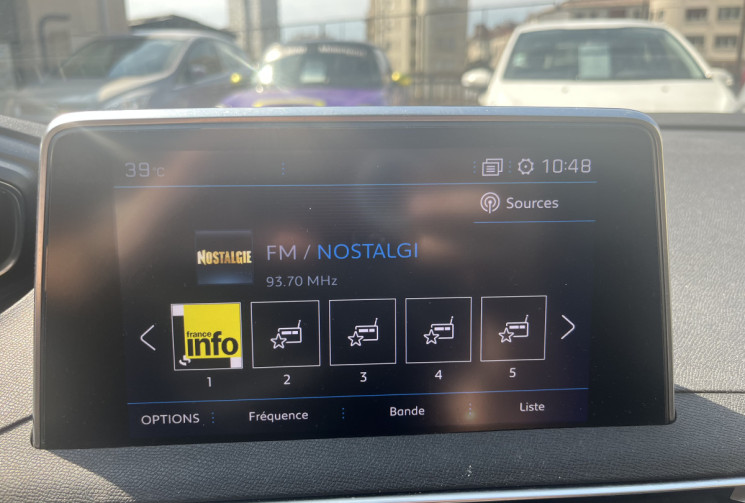 39°C 10:48
Sources
NOSTALGIE FM / NOSTALGI
93.70 MHz
france
info
1 2 3 4 5
OPTIONS Fréquence Bande Liste